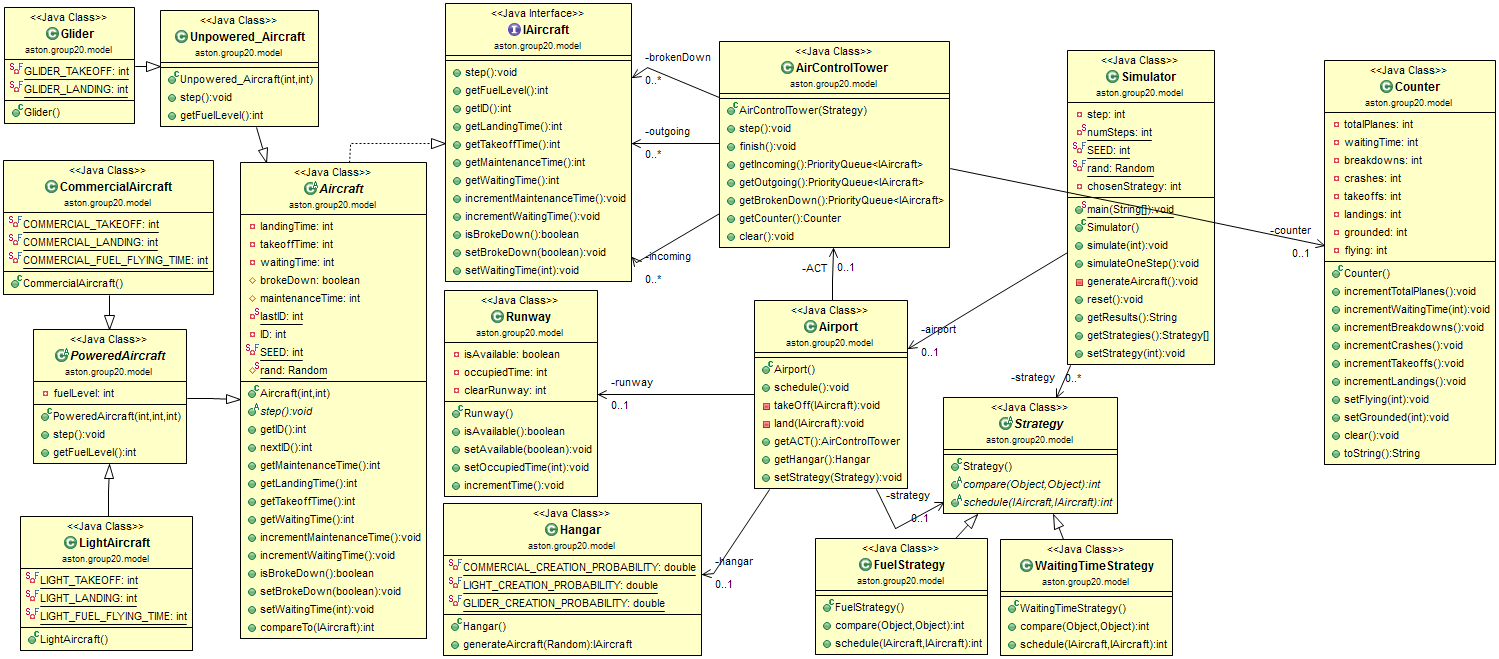 <<Java Class>>
Glider
aston.group20.model
GLIDER_TAKEOFF: int
GLIDER_LANDING: int
Glider()
<<Java Class>>
Unpowered_Aircraft
aston.group20.model
Unpowered_Aircraft(int,int)
step():void
getFuelLevel():int
<<Java Class>>
CommercialAircraft
aston.group20.model
COMMERCIAL_TAKEOFF: int
COMMERCIAL_LANDING: int
COMMERCIAL_FUEL_FLYING_TIME: int
CommercialAircraft()
<<Java Class>>
PoweredAircraft
aston.group20.model
fuelLevel: int
PoweredAircraft(int,int,int)
step():void
getFuelLevel():int
<<Java Class>>
LightAircraft
aston.group20.model
LIGHT_TAKEOFF: int
LIGHT_LANDING: int
LIGHT_FUEL_FLYING_TIME: int
LightAircraft()
<<Java Class>>
Aircraft
aston.group20.model
landingTime: int
takeoffTime: int
waitingTime: int
brokeDown: boolean
maintenanceTime: int
lastID: int
ID: int
SEED: int
rand: Random
Aircraft(int,int)
step():void
getID():int
nextID():int
getMaintenanceTime():int
getLandingTime():int
getTakeoffTime():int
getWaitingTime():int
incrementMaintenanceTime():void
incrementWaitingTime():void
isBrokeDown():boolean
setBrokeDown(boolean):void
setWaitingTime(int):void
compareTo(IAircraft):int
<<Java Interface>>
IAircraft
aston.group20.model
step():void
getFuelLevel():int
getID():int
getLandingTime():int
getTakeoffTime():int
getMaintenanceTime():int
getWaitingTime():int
incrementMaintenanceTime():void
incrementWaitingTime():void
isBrokeDown():boolean
setBrokeDown(boolean):void
setWaitingTime(int):void
-brokenDown
0..*
-outgoing
0..*
-incoming
0..*
<<Java Class>>
AirControlTower
aston.group20.model
AirControlTower(Strategy)
step():void
finish():void
getIncoming():PriorityQueue<IAircraft>
getOutgoing():PriorityQueue<IAircraft>
getBrokenDown():PriorityQueue<IAircraft>
getCounter():Counter
clear():void
-ACT
0..1
<<Java Class>>
Runway
aston.group20.model
isAvailable: boolean
occupiedTime: int
clearRunway: int
Runway()
isAvailable():boolean
setAvailable(boolean):void
setOccupiedTime(int):void
incrementTime():void
-runway
0..1
<<Java Class>>
Airport
aston.group20.model
Airport()
schedule():void
takeOff(IAircraft):void
land(IAircraft):void
getACT():AirControlTower
getHangar():Hangar
setStrategy(Strategy):void
<<Java Class>>
Hangar
aston.group20.model
COMMERCIAL_CREATION_PROBABILITY: double
LIGHT_CREATION_PROBABILITY: double
GLIDER_CREATION_PROBABILITY: double
Hangar()
generateAircraft(Random):IAircraft
-hangar
0..1
<<Java Class>>
Simulator
aston.group20.model
step: int
numSteps: int
SEED: int
rand: Random
chosenStrategy: int
main(String[]):void
Simulator()
simulate(int):void
simulateOneStep():void
generateAircraft():void
reset():void
getResults():String
getStrategies():Strategy[]
setStrategy(int):void
-airport
0..1
-strategy
0..*
-strategy
0..1
<<Java Class>>
Strategy
aston.group20.model
Strategy()
compare(Object,Object):int
schedule(IAircraft,IAircraft):int
<<Java Class>>
FuelStrategy
aston.group20.model
FuelStrategy()
compare(Object,Object):int
schedule(IAircraft,IAircraft):int
<<Java Class>>
WaitingTimeStrategy
aston.group20.model
WaitingTimeStrategy()
compare(Object,Object):int
schedule(IAircraft,IAircraft):int
-counter
0..1
<<Java Class>>
Counter
aston.group20.model
totalPlanes: int
waitingTime: int
breakdowns: int
crashes: int
takeoffs: int
landings: int
grounded: int
flying: int
Counter()
incrementTotalPlanes():void
incrementWaitingTime(int):void
incrementBreakdowns():void
incrementCrashes():void
incrementTakeoffs():void
incrementLandings():void
setFlying(int):void
setGrounded(int):void
clear():void
toString():String